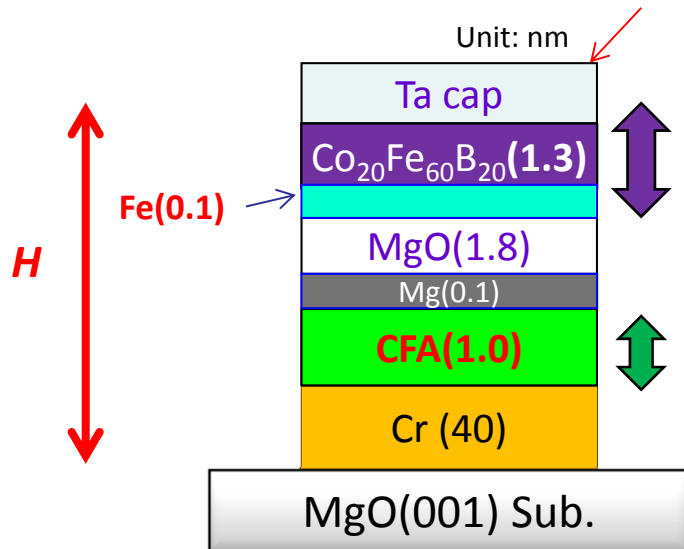 Unit: nm
Ta cap
Co₂₀Fe₆₀B₂₀(1.3)
Fe(0.1)
MgO(1.8)
H
Mg(0.1)
CFA(1.0)
Cr (40)
MgO(001) Sub.